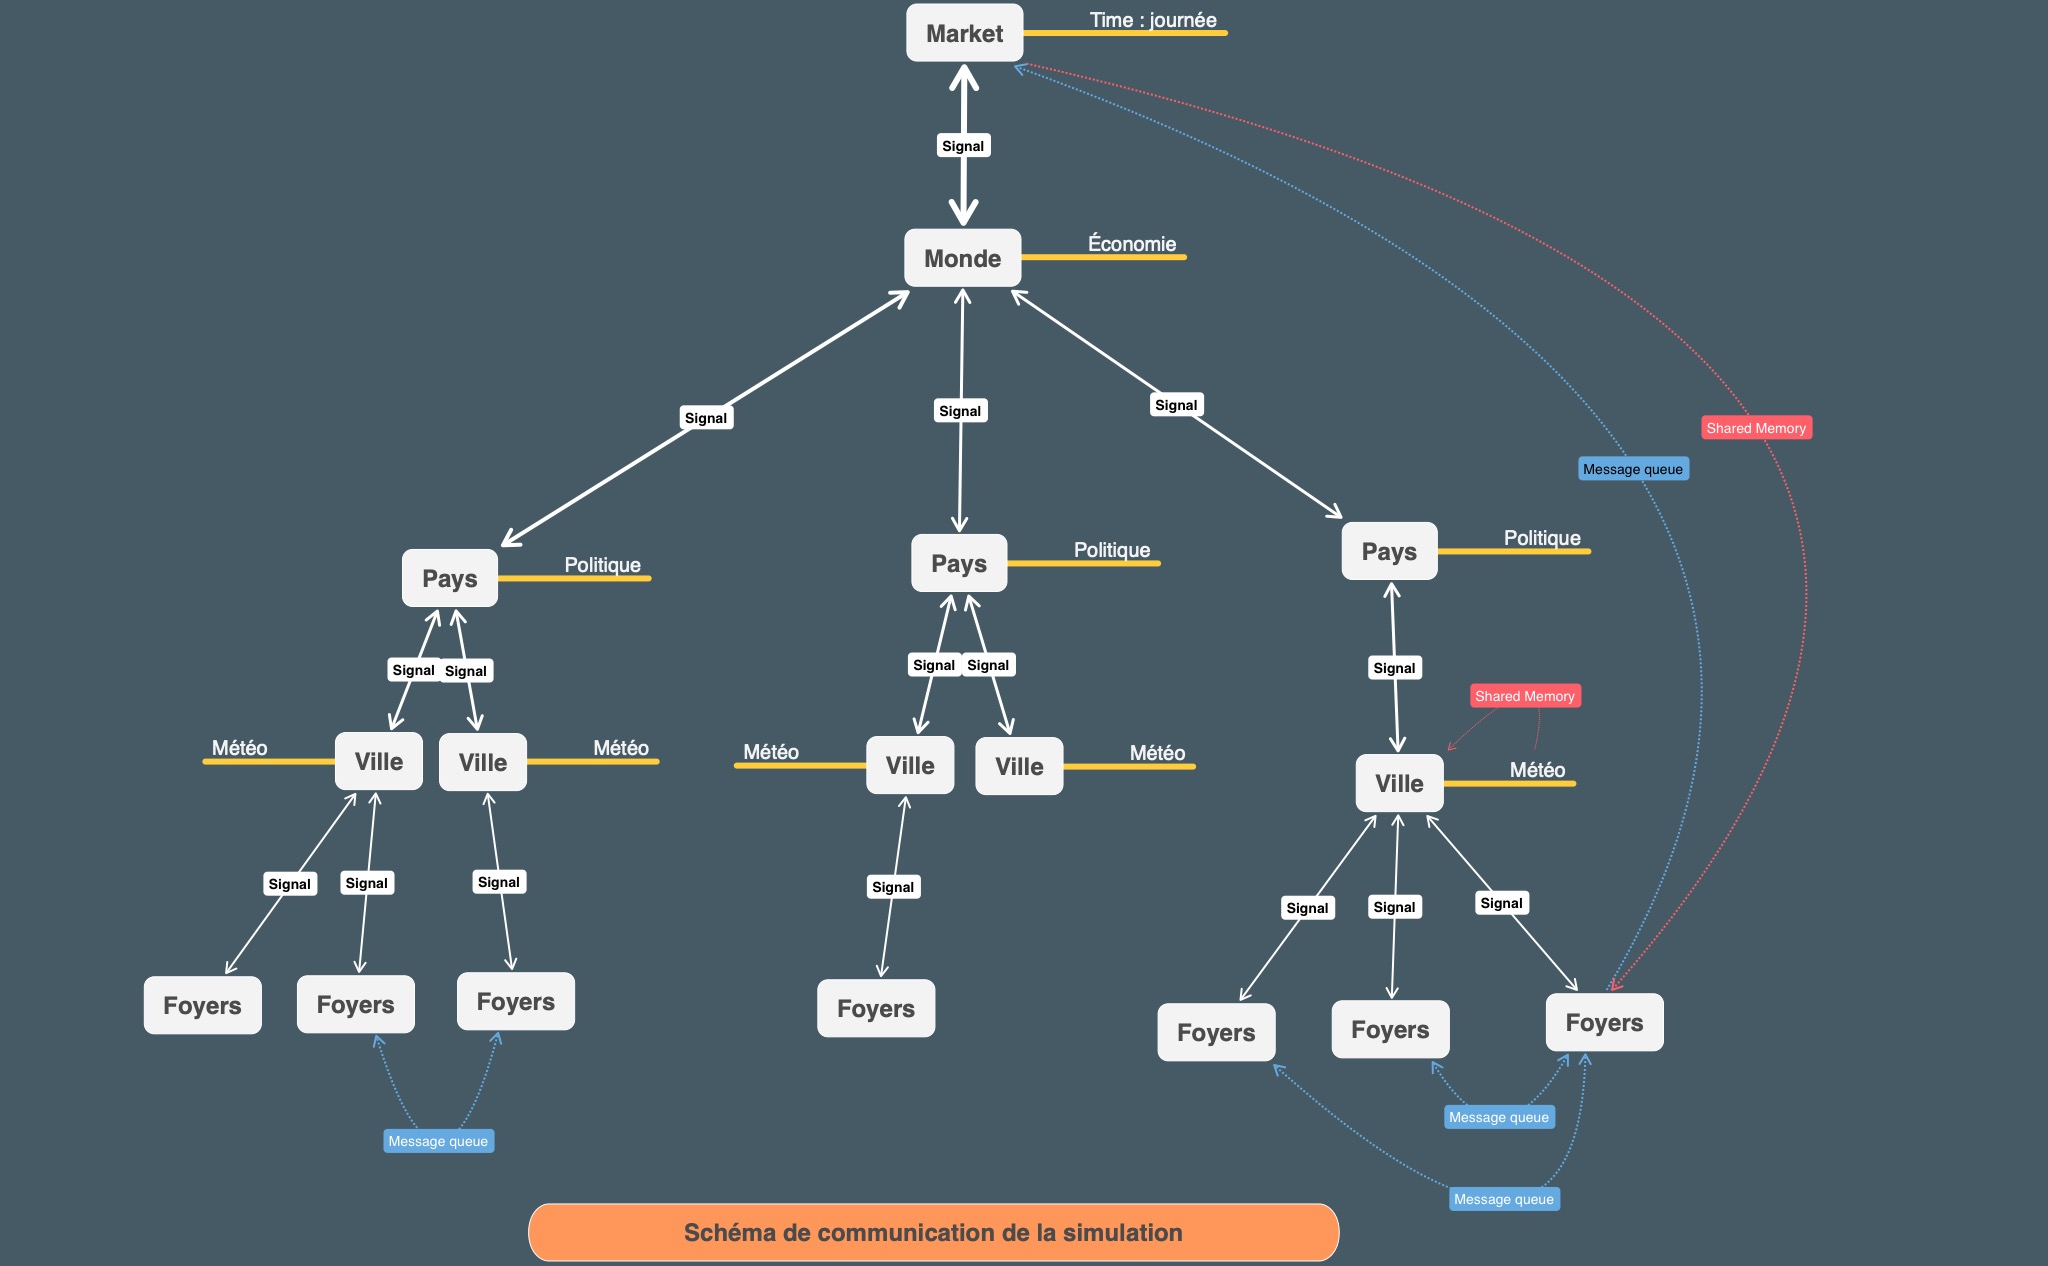 Time : journée
Market
Signal
Économie
Monde
Signal
Signal
Signal
Shared Memory
Message queue
Politique
Pays
Politique
Pays
Politique
Pays
Signal
Signal
Signal
Signal
Signal
Shared Memory
Météo
Ville
Ville
Météo
Météo
Ville
Ville
Météo
Ville
Météo
Signal
Signal
Signal
Signal
Signal
Signal
Signal
Foyers
Foyers
Foyers
Foyers
Foyers
Foyers
Foyers
Message queue
Message queue
Message queue
Schéma de communication de la simulation